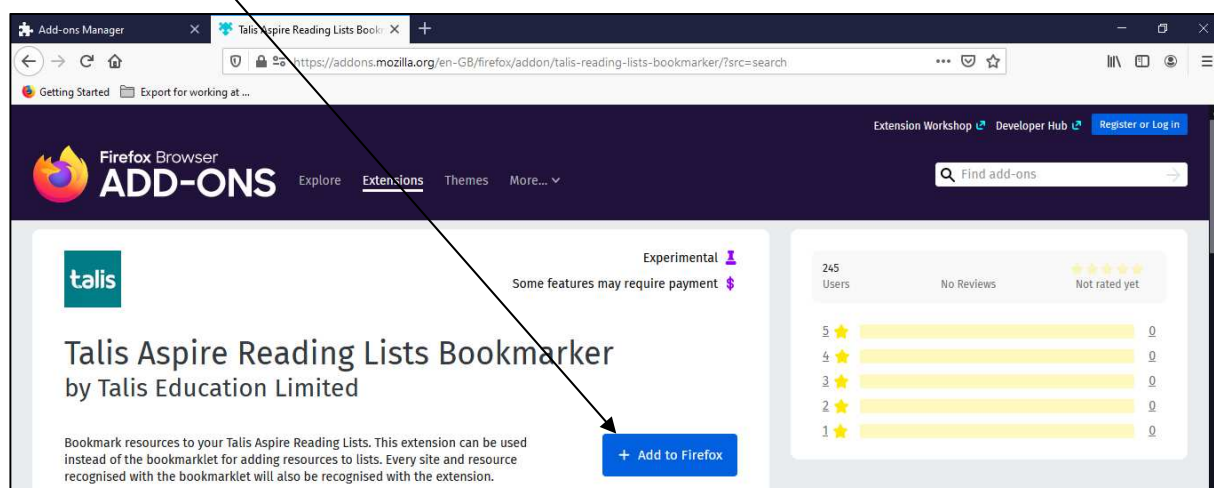 Add-ons Manager
Talis Aspire Reading Lists Bookr
https://addons.mozilla.org/en-GB/firefox/addon/talis-reading-lists-bookmarker/?src=search
Getting Started Export for working at ...
Extension Workshop Developer Hub Register or Log in
Firefox Browser
ADD-ONS
Explore Extensions Themes More...
Find add-ons
talis
Experimental
Some features may require payment $
Talis Aspire Reading Lists Bookmarker
by Talis Education Limited
Bookmark resources to your Talis Aspire Reading Lists. This extension can be used
instead of the bookmarklet for adding resources to lists. Every site and resource
recognised with the bookmarklet will also be recognised with the extension.
+ Add to Firefox
245
Users
No Reviews
Not rated yet
5 0
4 0
3 0
2 0
1 0